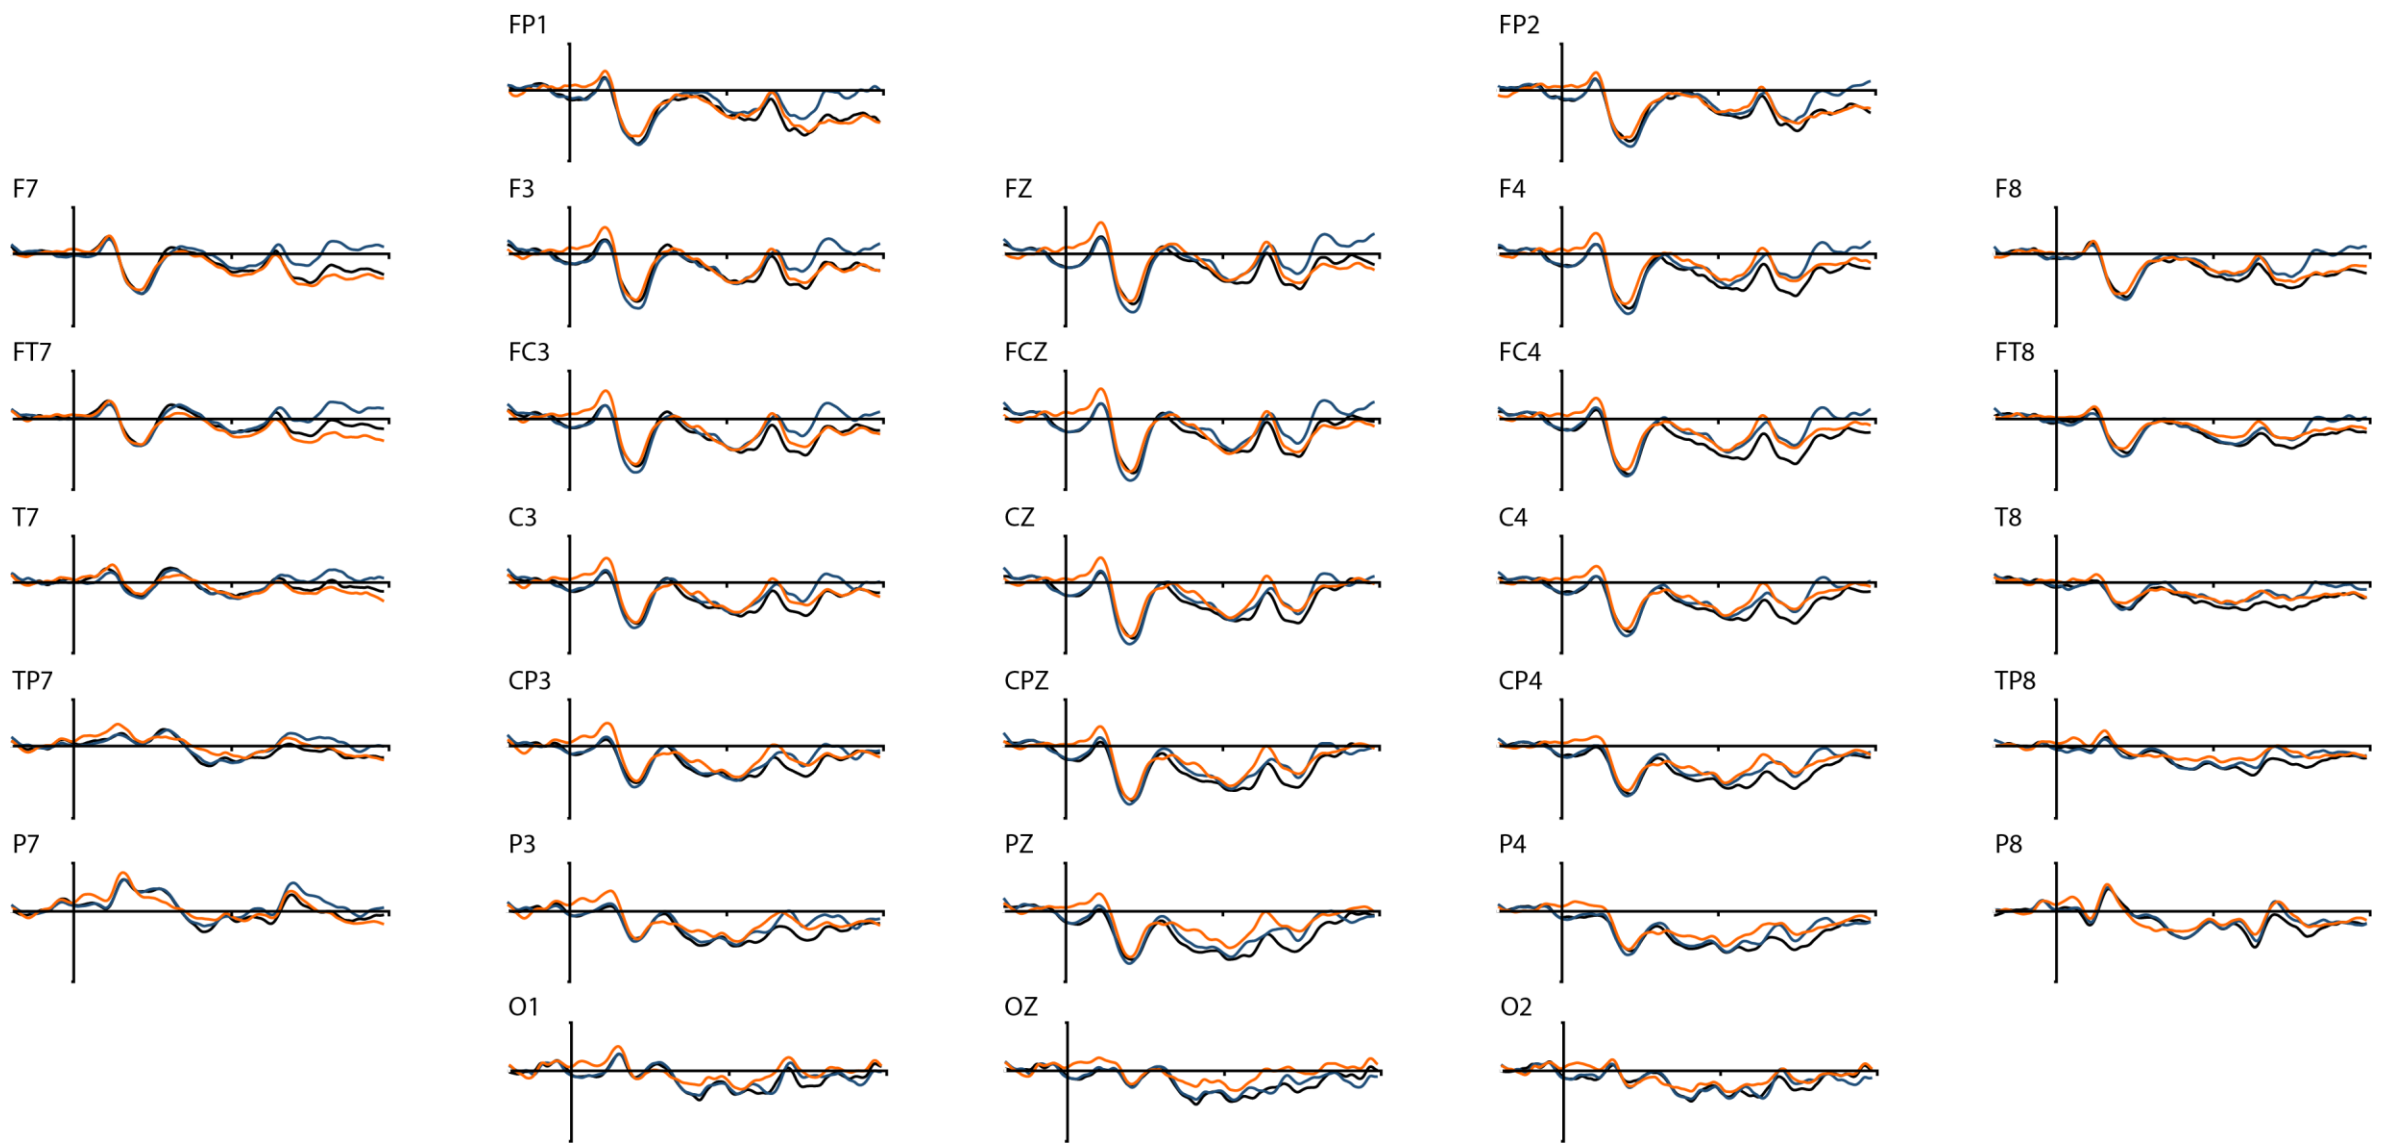 FP1 FP2
F7 F3 FZ F4 F8
FT7 FC3 FCZ FC4 FT8
T7 C3 CZ C4 T8
TP7 CP3 CPZ CP4 TP8
P7 P3 PZ P4 P8
O1 OZ O2